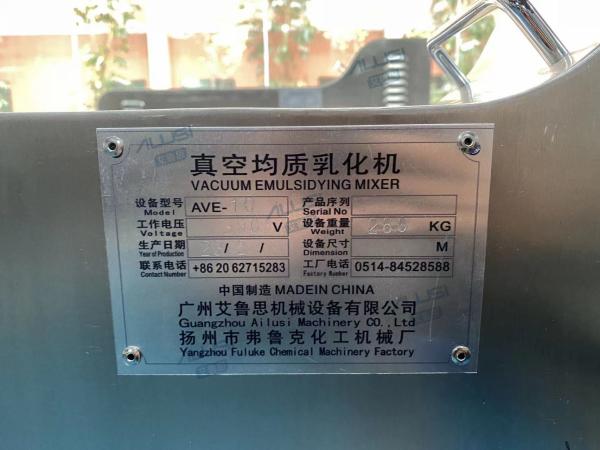 真空均质乳化机
VACUUM EMULSIDYING MIXER
设备型号 AVE-10 产品序列
Model Serial No
工作电压 V 设备重量 KG
Voltage Weight
生产日期 / / 设备尺寸 M
Year of Production Dimension
联系电话 +86 20 62715283 工厂电话 0514-84528588
Contact Number Factory Number
中国制造 MADEIN CHINA
广州艾鲁思机械设备有限公司
Guangzhou Ailusi Machinery CO.,Ltd
扬州市弗鲁克化工机械厂
Yangzhou Fuluke Chemical Machinery Factory
AILUSI